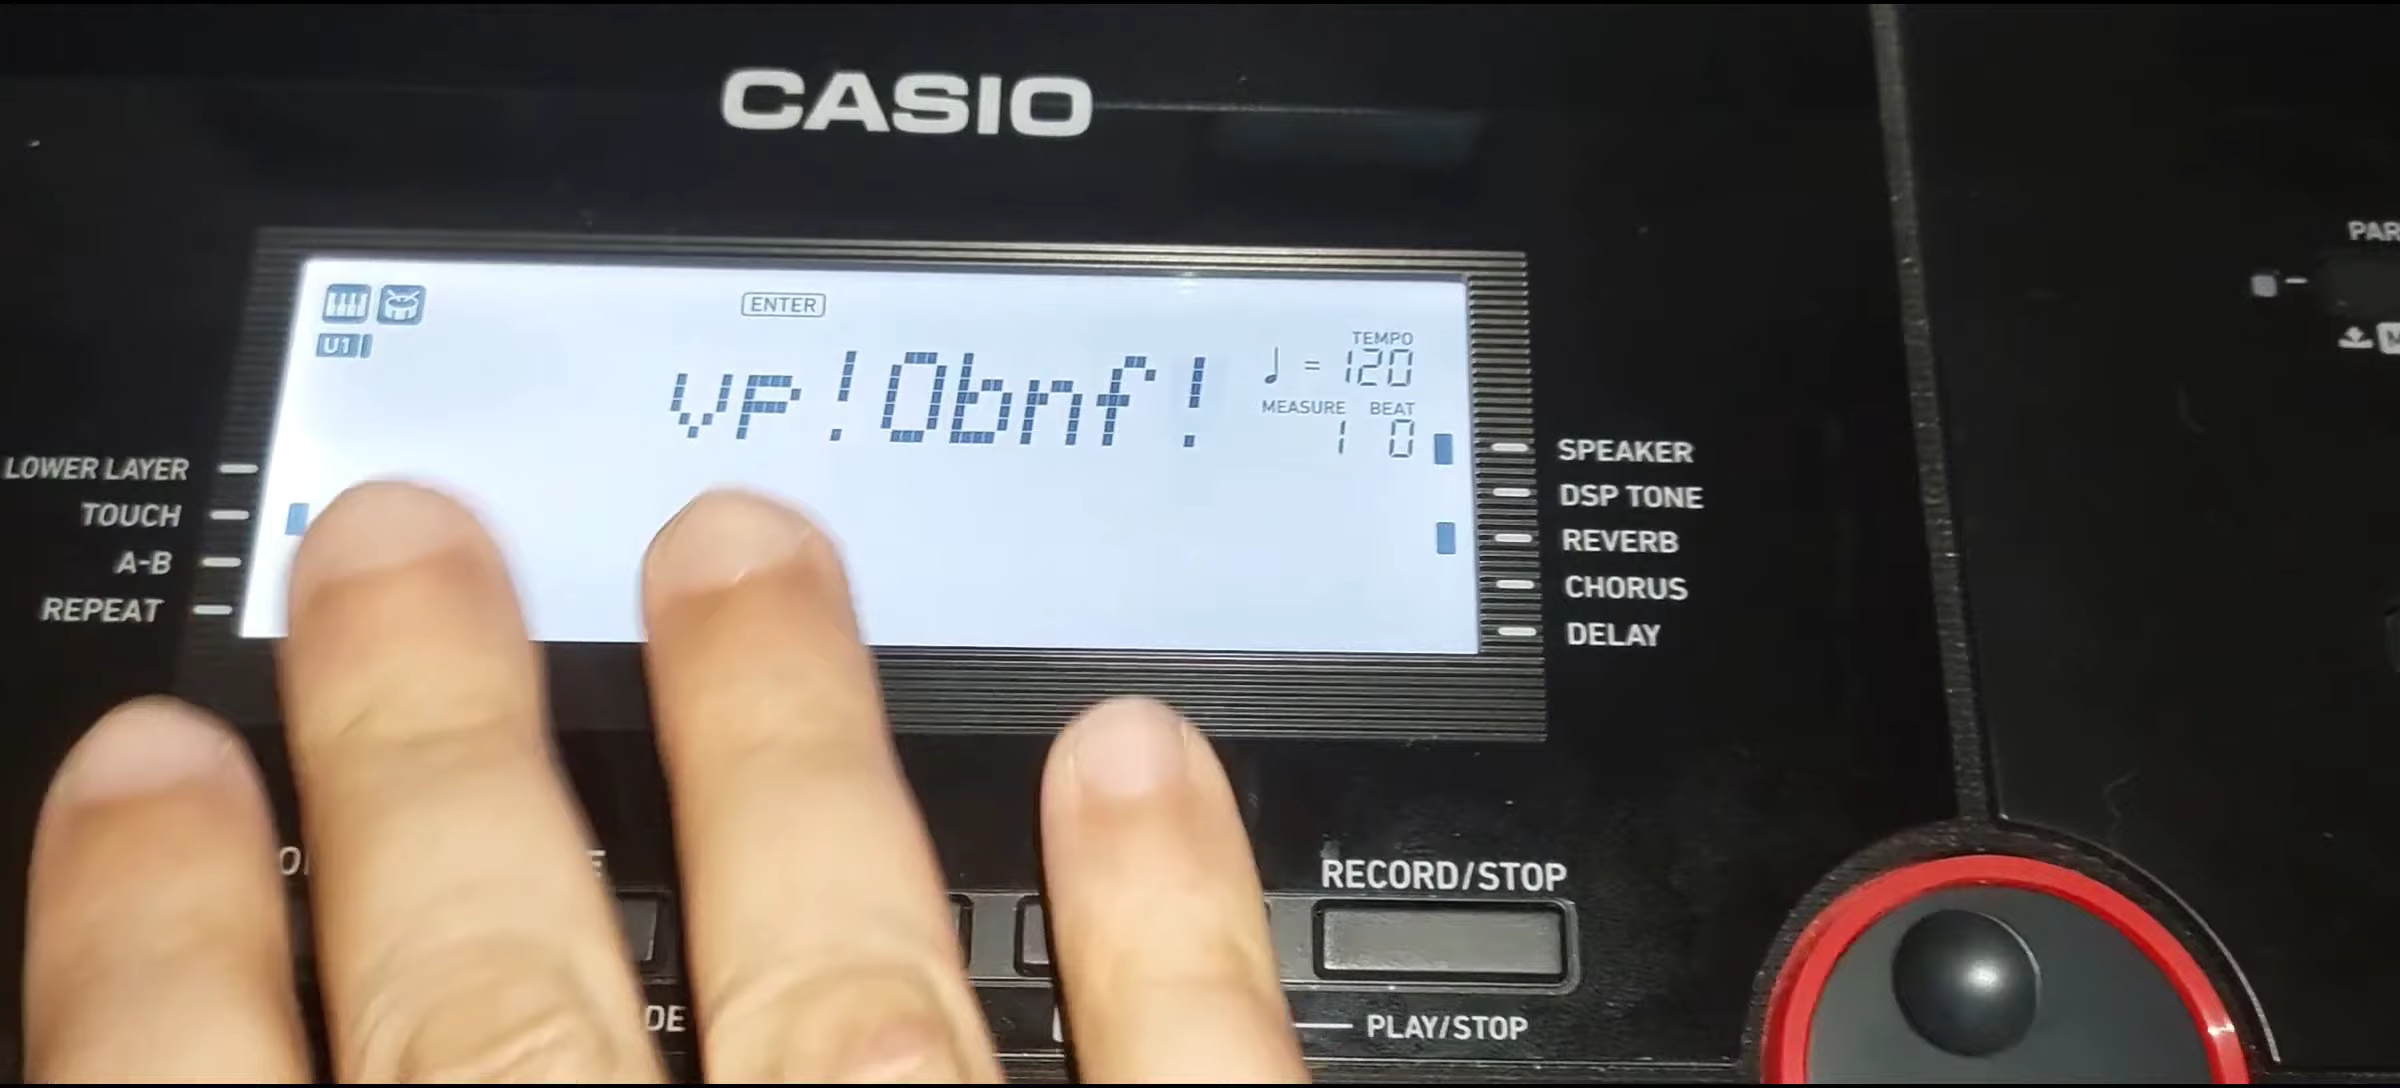 CASIO
ENTER
U1
vp!Obnf!
TEMPO
= 120
MEASURE BEAT
1 0
LOWER LAYER
TOUCH
A-B
REPEAT
SPEAKER
DSP TONE
REVERB
CHORUS
DELAY
RECORD/STOP
PLAY/STOP